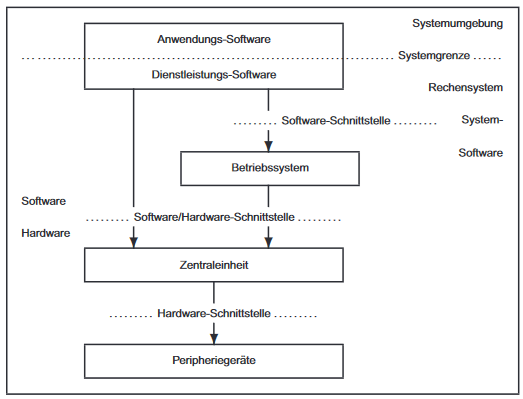 Systemumgebung
Anwendungs-Software
Systemgrenze
Dienstleistungs-Software
Rechensystem
Software-Schnittstelle
System-
Software
Betriebssystem
Software
Software/Hardware-Schnittstelle
Hardware
Zentraleinheit
Hardware-Schnittstelle
Peripheriegeräte